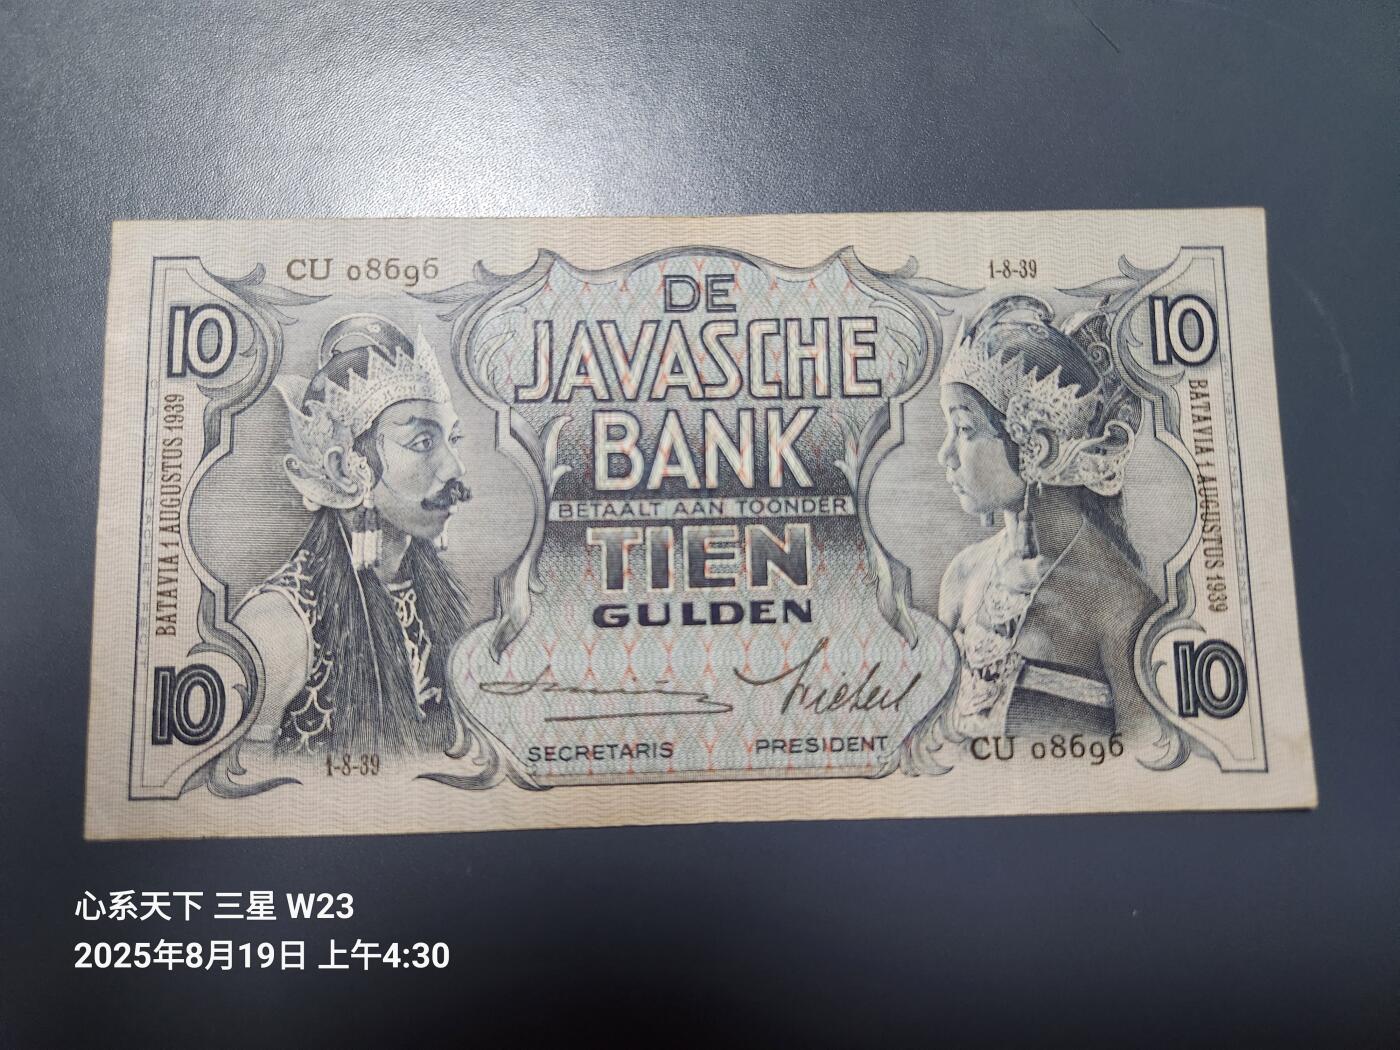 CU 08696
1-8-39
10
10
DE
JAVASCHE
BANK
BETAALT AAN TOONDER
TIEN
GULDEN
BATAVIA 1 AUGUSTUS 1939
BATAVIA 1 AUGUSTUS 1939
10
10
SECRETARIS
PRESIDENT
1-8-39
CU 08696
心系天下 三星 W23
2025年8月19日 上午4:30